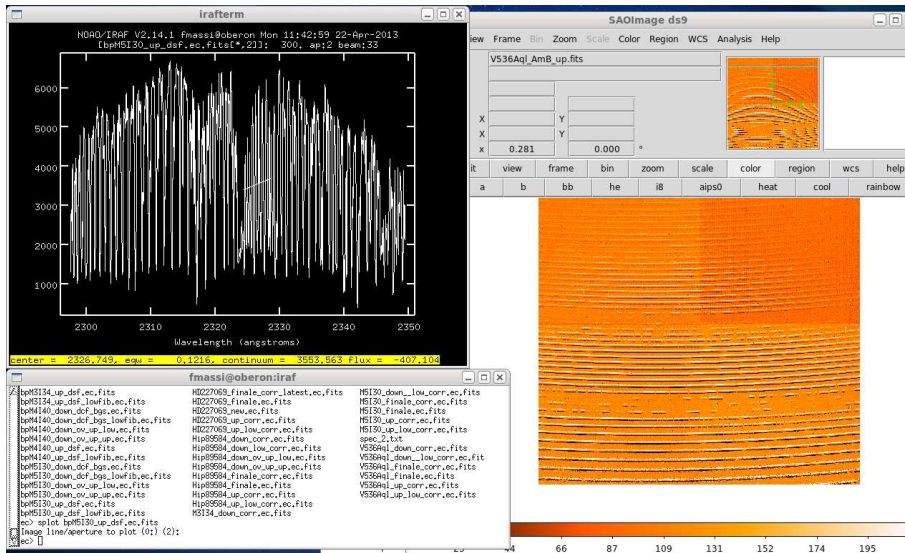 irafterm
NOAO/IRAF V2.14.1 fmassi@oberon Mon 11:42:59 22-Apr-2013
[bpM5I30_up_dsf.ec.fits[*,2]]: 300. ap:2 beam:33
6000
5000
4000
3000
2000
1000
2300 2310 2320 2330 2340 2350
Wavelength (angstroms)
center = 2326.749, eqw = 0.1216, continuum = 3553.563 flux = -407.104
SAOImage ds9
iew Frame Bin Zoom Scale Color Region WCS Analysis Help
V536Aql_AmB_up.fits
X Y
X Y
x 0.281 0.000 °
it view frame bin zoom scale color region wcs help
a b bb he i8 aips0 heat cool rainbow
44 66 87 109 131 152 174 195
fmassi@oberon:iraf
bpM3I34_up_dsf.ec.fits HD227069_finale_corr_latest.ec.fits M5I30_down__low_corr.ec.fits
bpM3I34_up_dsf_lowfib.ec.fits HD227069_finale.ec.fits M5I30_finale_corr.ec.fits
bpM4I40_down_dcf_bgs.ec.fits HD227069_new.ec.fits M5I30_finale.ec.fits
bpM4I40_down_dcf_bgs_lowfib.ec.fits HD227069_up_corr.ec.fits M5I30_up_corr.ec.fits
bpM4I40_down_ov_up_low.ec.fits HD227069_up_low_corr.ec.fits M5I30_up_low_corr.ec.fits
bpM4I40_down_ov_up_up.ec.fits Hip89584_down_corr.ec.fits spec_2.txt
bpM4I40_up_dsf.ec.fits Hip89584_down_low_corr.ec.fits V536Aql_down_corr.ec.fits
bpM4I40_up_dsf_lowfib.ec.fits Hip89584_down_ov_up_low.ec.fits V536Aql_down__low_corr.ec.fit
bpM5I30_down_dcf_bgs.ec.fits Hip89584_down_ov_up_up.ec.fits V536Aql_finale_corr.ec.fits
bpM5I30_down_dcf_bgs_lowfib.ec.fits Hip89584_finale_corr.ec.fits V536Aql_finale.ec.fits
bpM5I30_down_ov_up_low.ec.fits Hip89584_finale.ec.fits V536Aql_up_corr.ec.fits
bpM5I30_down_ov_up_up.ec.fits Hip89584_up_corr.ec.fits V536Aql_up_low_corr.ec.fits
bpM5I30_up_dsf.ec.fits Hip89584_up_low_corr.ec.fits
bpM5I30_up_dsf_lowfib.ec.fits M3I34_down_corr.ec.fits
ec> splot bpM5I30_up_dsf.ec.fits
Image line/aperture to plot (0:) (2):
ec>